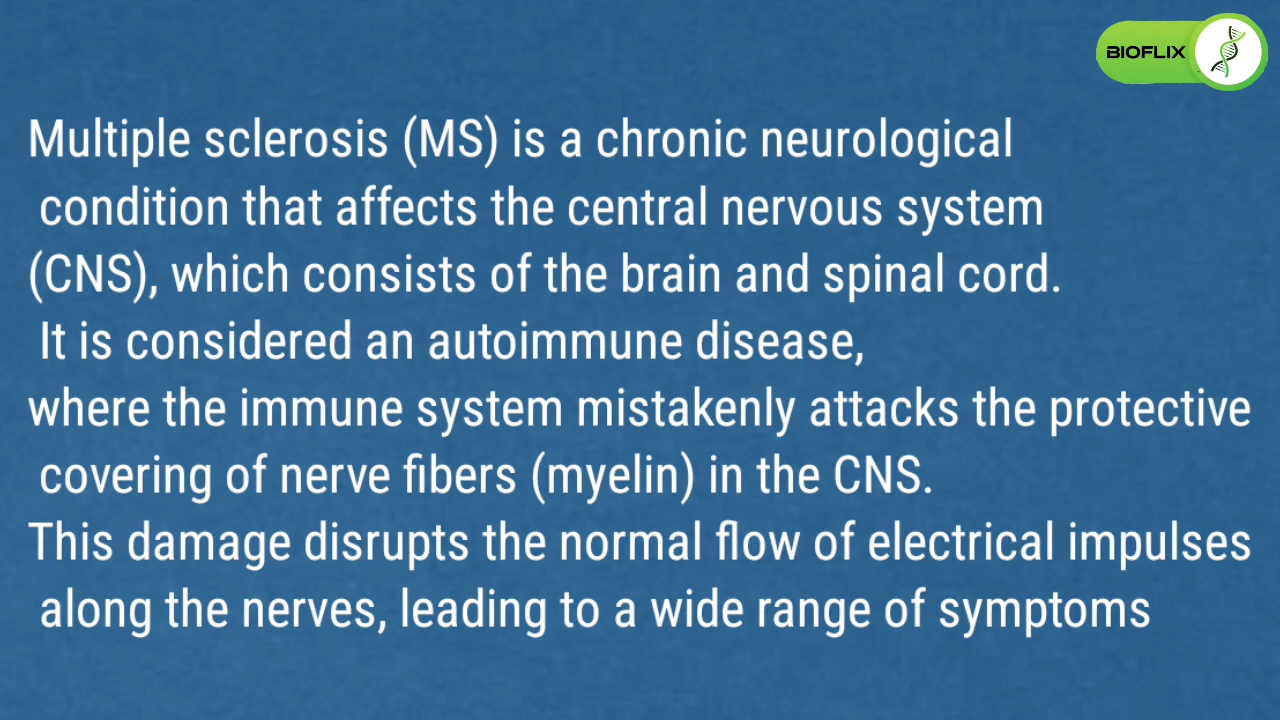 BIOFLIX
Multiple sclerosis (MS) is a chronic neurological
condition that affects the central nervous system
(CNS), which consists of the brain and spinal cord.
It is considered an autoimmune disease,
where the immune system mistakenly attacks the protective
covering of nerve fibers (myelin) in the CNS.
This damage disrupts the normal flow of electrical impulses
along the nerves, leading to a wide range of symptoms